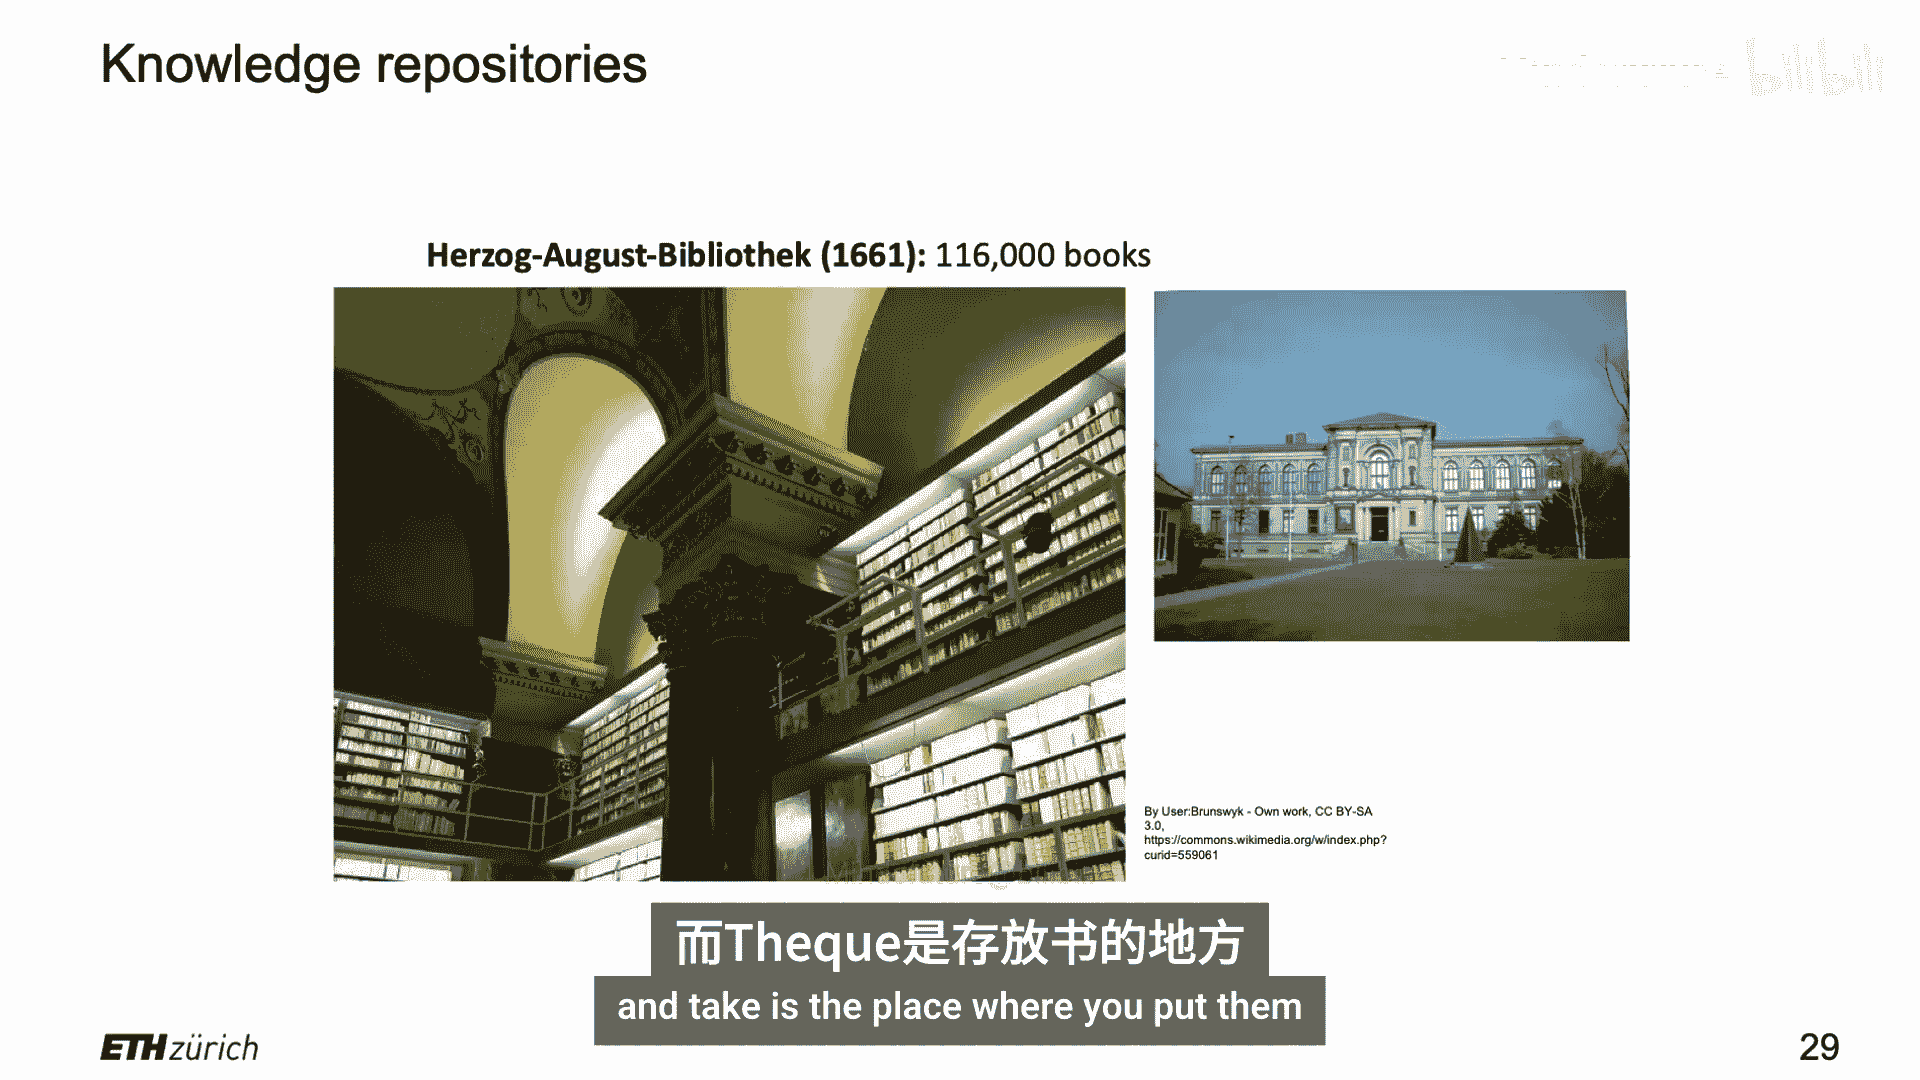 Knowledge repositories
bilibili
Herzog-August-Bibliothek (1661): 116,000 books
By User:Brunswyk - Own work, CC BY-SA
3.0,
https://commons.wikimedia.org/w/index.php?
curid=559061
而Theque是存放书的地方
and take is the place where you put them
ETH zürich
29